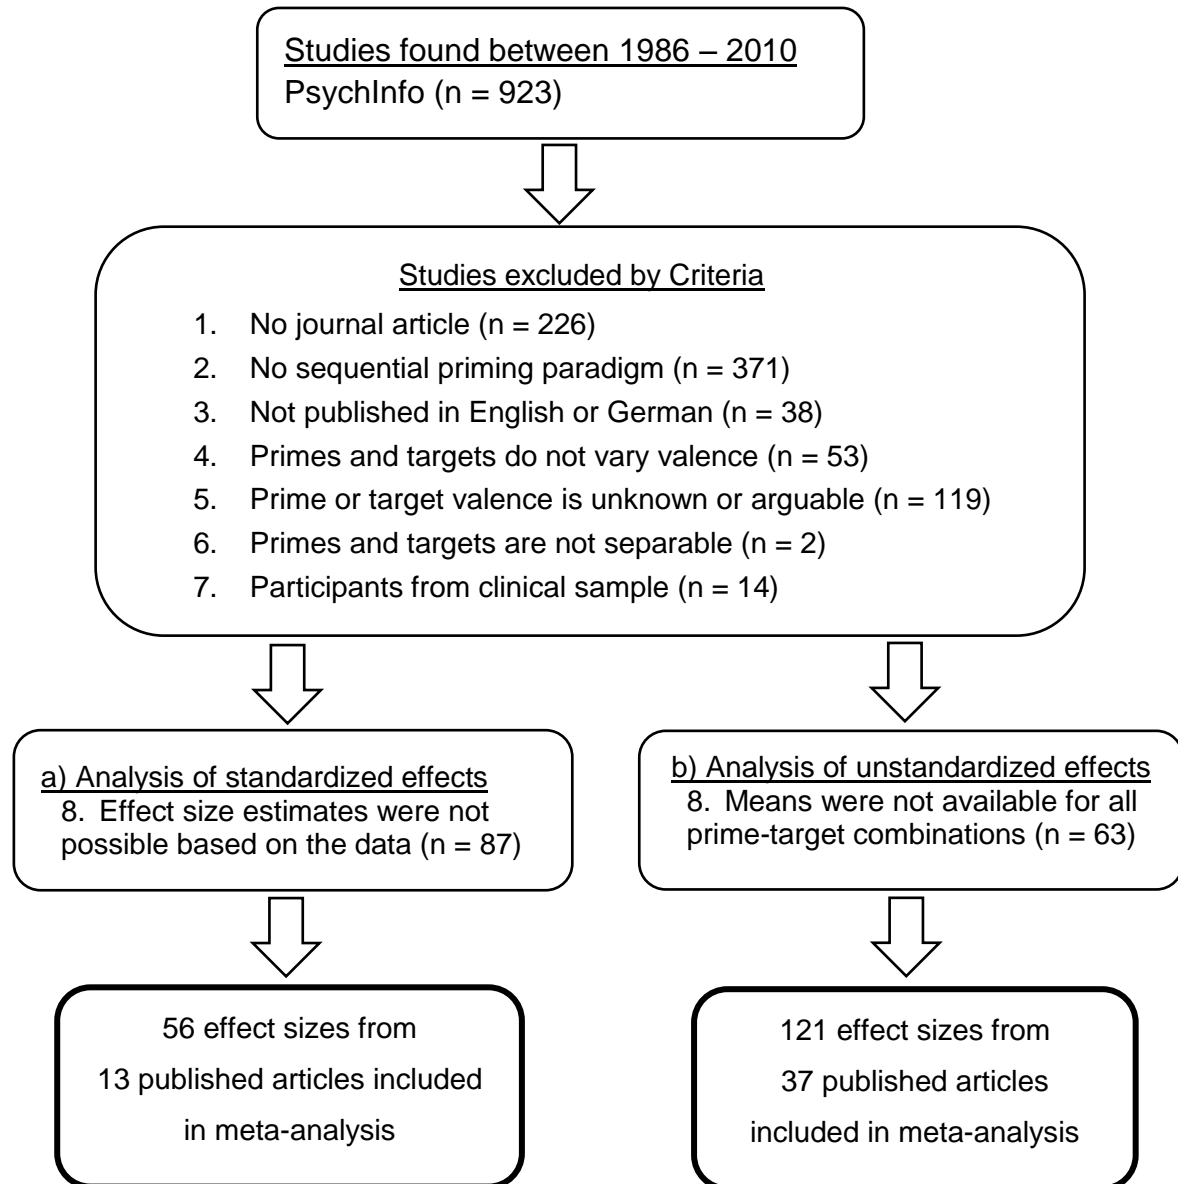 Studies found between 1986 – 2010
PsychInfo (n = 923)
Studies excluded by Criteria
1. No journal article (n = 226)
2. No sequential priming paradigm (n = 371)
3. Not published in English or German (n = 38)
4. Primes and targets do not vary valence (n = 53)
5. Prime or target valence is unknown or arguable (n = 119)
6. Primes and targets are not separable (n = 2)
7. Participants from clinical sample (n = 14)
a) Analysis of standardized effects
8. Effect size estimates were not
possible based on the data (n = 87)
b) Analysis of unstandardized effects
8. Means were not available for all
prime-target combinations (n = 63)
56 effect sizes from
13 published articles included
in meta-analysis
121 effect sizes from
37 published articles
included in meta-analysis